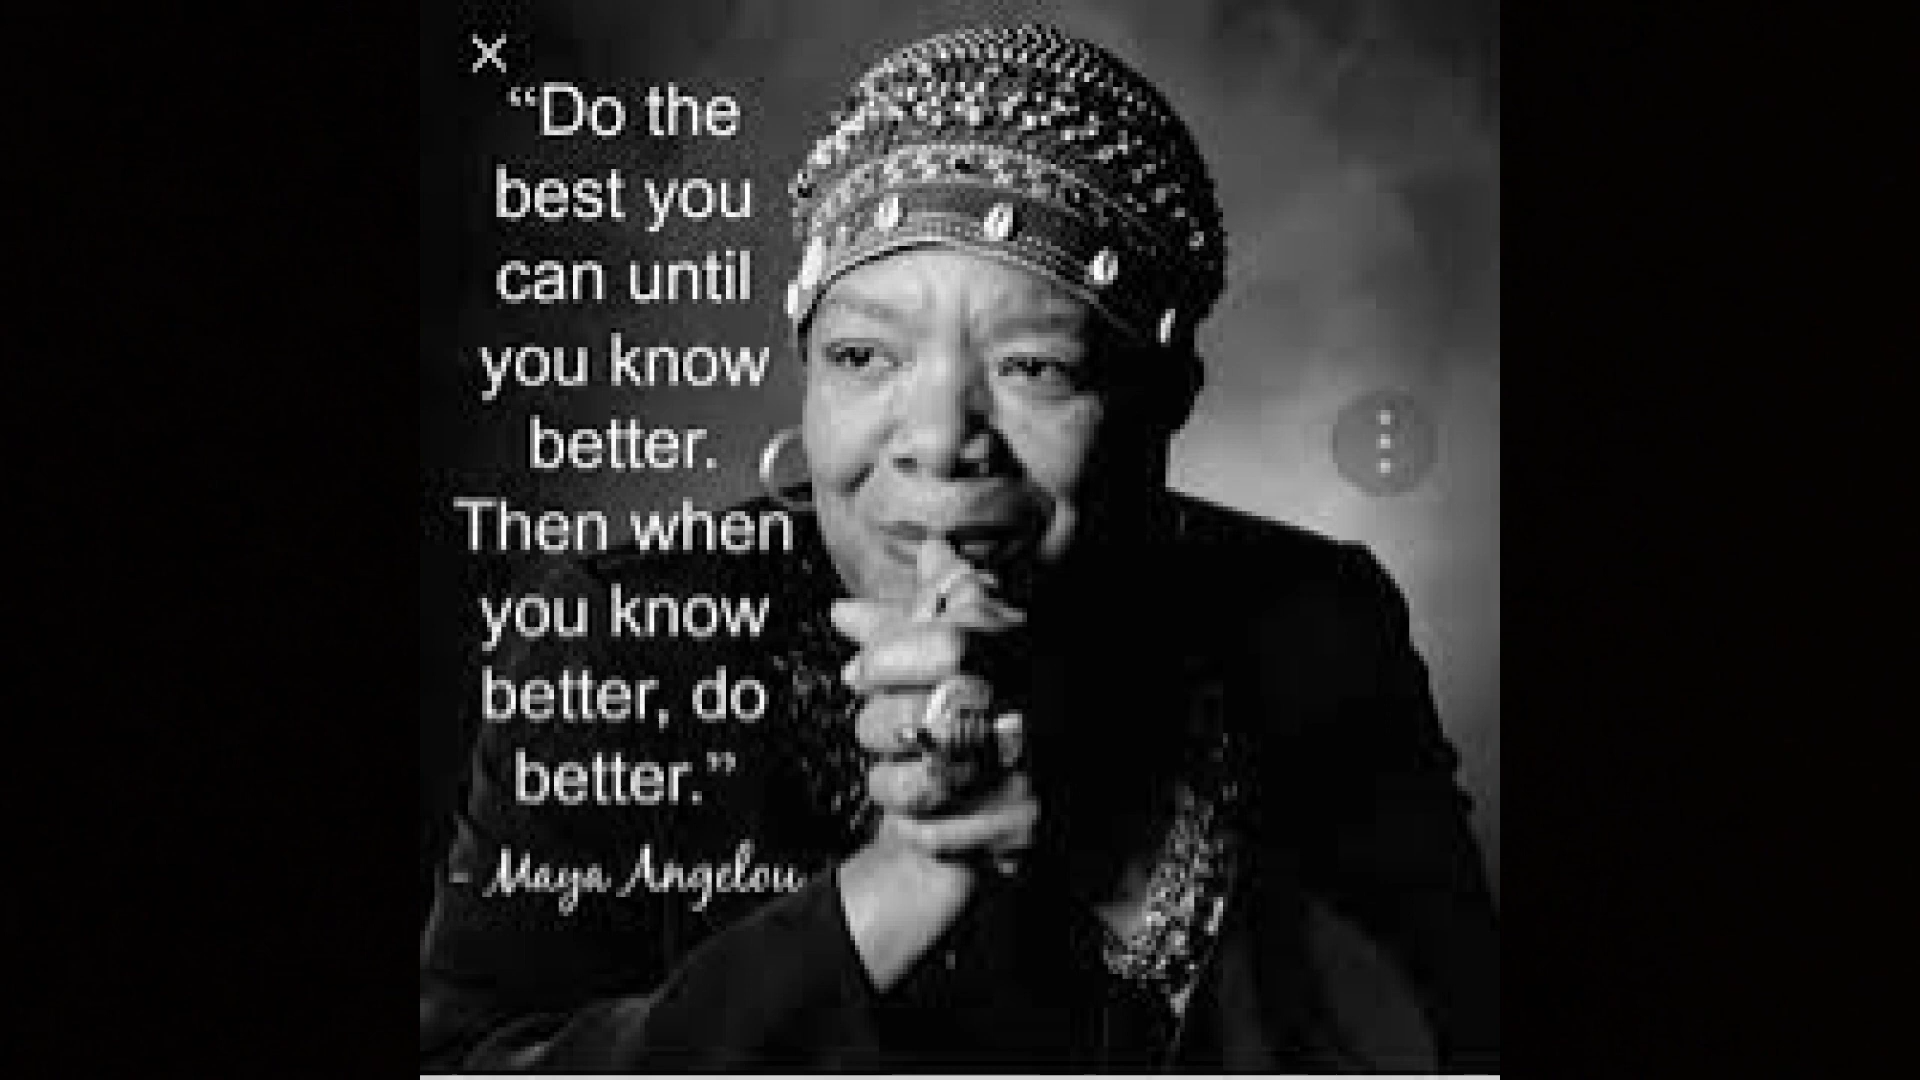 “Do the
best you
can until
you know
better.
Then when
you know
better, do
better.”
- Maya Angelou